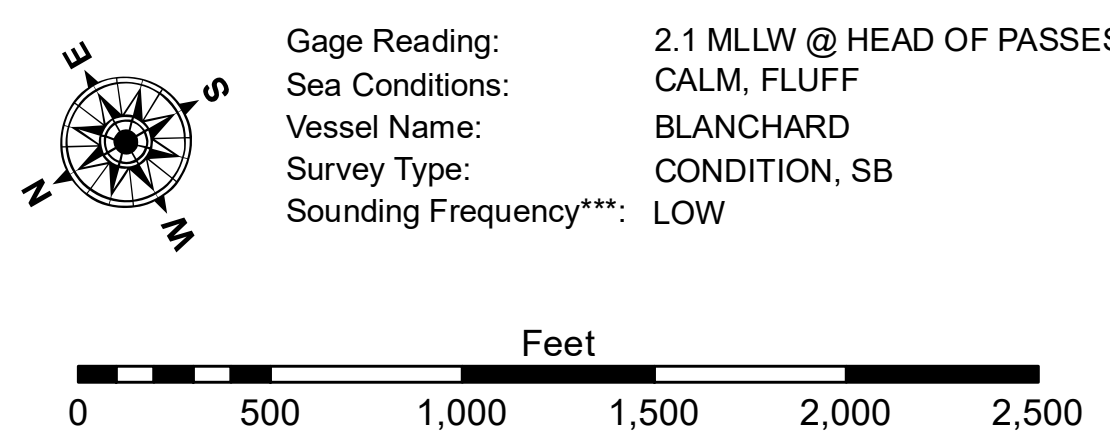 E
S
N
W
Gage Reading: 2.1 MLLW @ HEAD OF PASSES
Sea Conditions: CALM, FLUFF
Vessel Name: BLANCHARD
Survey Type: CONDITION, SB
Sounding Frequency***: LOW
Feet
0 500 1,000 1,500 2,000 2,500